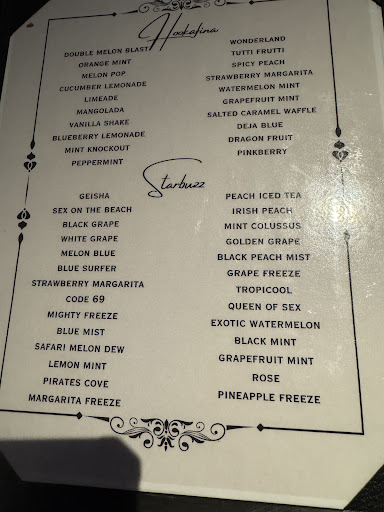 Hookafina
DOUBLE MELON BLAST
ORANGE MINT
MELON POP
CUCUMBER LEMONADE
LIMEADE
MANGOLADA
VANILLA SHAKE
BLUEBERRY LEMONADE
MINT KNOCKOUT
PEPPERMINT
WONDERLAND
TUTTI FRUTTI
SPICY PEACH
STRAWBERRY MARGARITA
WATERMELON MINT
GRAPEFRUIT MINT
SALTED CARAMEL WAFFLE
DEJA BLUE
DRAGON FRUIT
PINKBERRY
Starbuzz
GEISHA
SEX ON THE BEACH
BLACK GRAPE
WHITE GRAPE
MELON BLUE
BLUE SURFER
STRAWBERRY MARGARITA
CODE 69
MIGHTY FREEZE
BLUE MIST
SAFARI MELON DEW
LEMON MINT
PIRATES COVE
MARGARITA FREEZE
PEACH ICED TEA
IRISH PEACH
MINT COLUSSUS
GOLDEN GRAPE
BLACK PEACH MIST
GRAPE FREEZE
TROPICOOL
QUEEN OF SEX
EXOTIC WATERMELON
BLACK MINT
GRAPEFRUIT MINT
ROSE
PINEAPPLE FREEZE